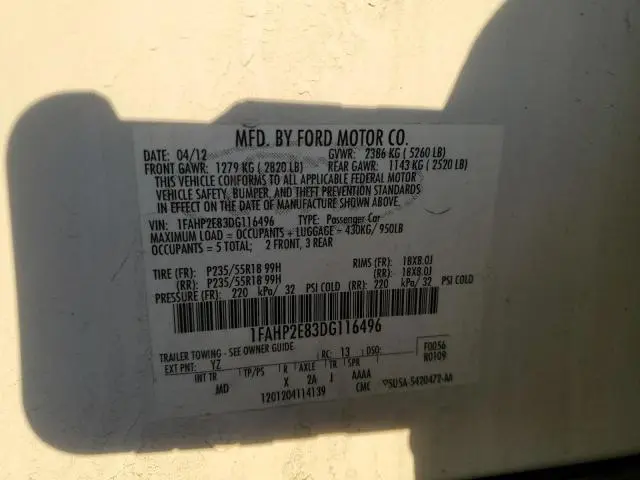 MFD. BY FORD MOTOR CO.
DATE: 04/12 GVWR: 2386 KG ( 5260 LB)
FRONT GAWR: 1279 KG ( 2820 LB) REAR GAWR: 1143 KG ( 2520 LB)
THIS VEHICLE CONFORMS TO ALL APPLICABLE FEDERAL MOTOR
VEHICLE SAFETY, BUMPER, AND THEFT PREVENTION STANDARDS
IN EFFECT ON THE DATE OF MANUFACTURE SHOWN ABOVE.
VIN: 1FAHP2E83DG116496 TYPE: Passenger Car
MAXIMUM LOAD = OCCUPANTS + LUGGAGE = 430KG/ 950LB
OCCUPANTS = 5 TOTAL; 2 FRONT, 3 REAR
TIRE (FR): P235/55R18 99H RIMS (FR): 18X8.0J
(RR): P235/55R18 99H (RR): 18X8.0J
PRESSURE (FR): 220 kPa/ 32 PSI COLD (RR): 220 kPa/ 32 PSI COLD
1FAHP2E83DG116496
TRAILER TOWING - SEE OWNER GUIDE F0056
EXT PNT: YZ RC: 13 DSO: R0109
INT TR TP/PS R AXLE TR SPR
MD X 2A J AAAA
1201204114139 CMC ▽5U5A-5420472-AA